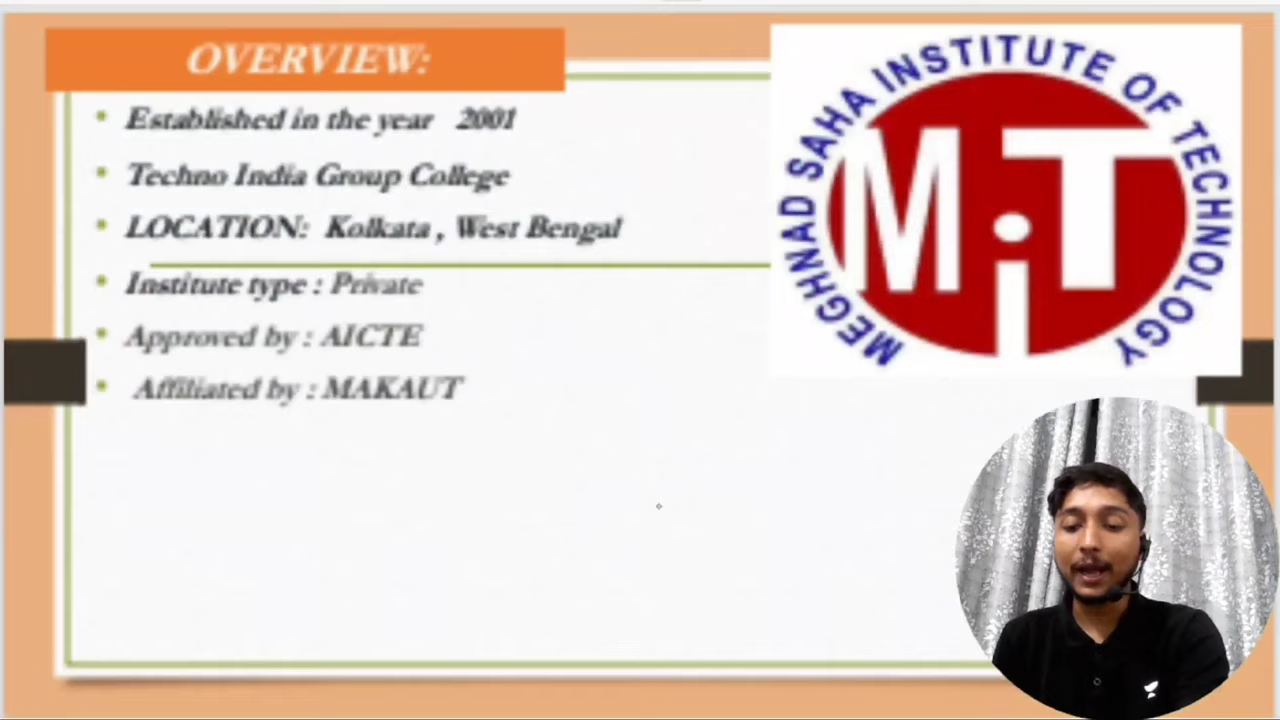 OVERVIEW:
Established in the year 2001
Techno India Group College
LOCATION: Kolkata , West Bengal
Institute type : Private
Approved by : AICTE
Affiliated by : MAKAUT
MEGHNAD SAHA INSTITUTE OF TECHNOLOGY
MiT